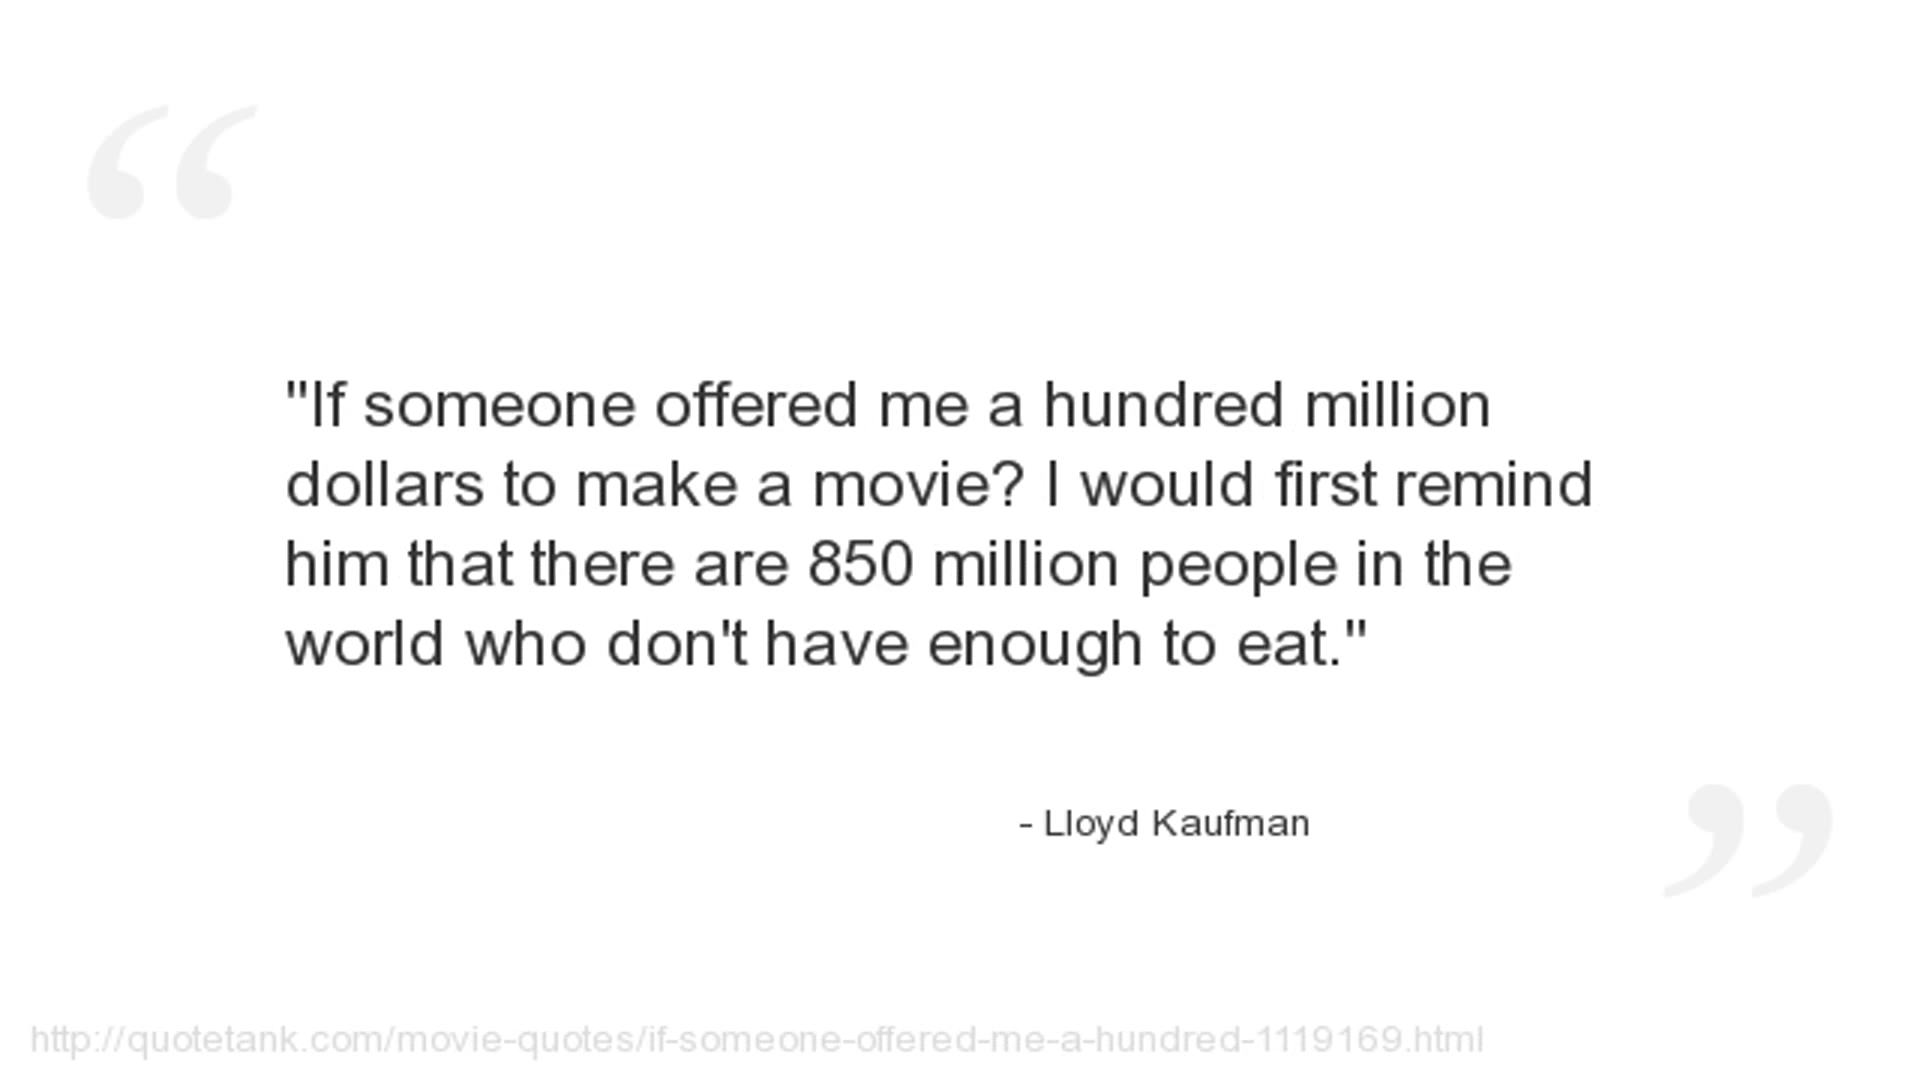 "If someone offered me a hundred million
dollars to make a movie? I would first remind
him that there are 850 million people in the
world who don't have enough to eat."
- Lloyd Kaufman
http://quotetank.com/movie-quotes/if-someone-offered-me-a-hundred-1119169.html